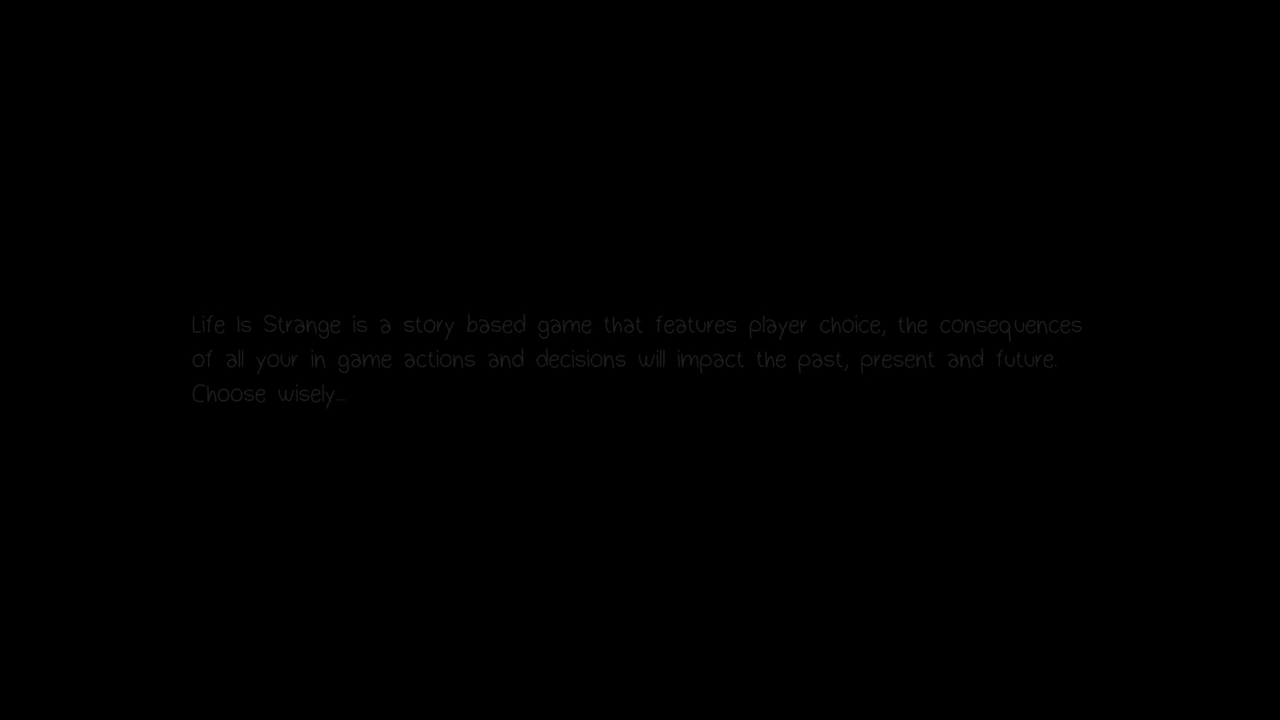 Life Is Strange is a story based game that features player choice, the consequences
of all your in game actions and decisions will impact the past, present and future.
Choose wisely...